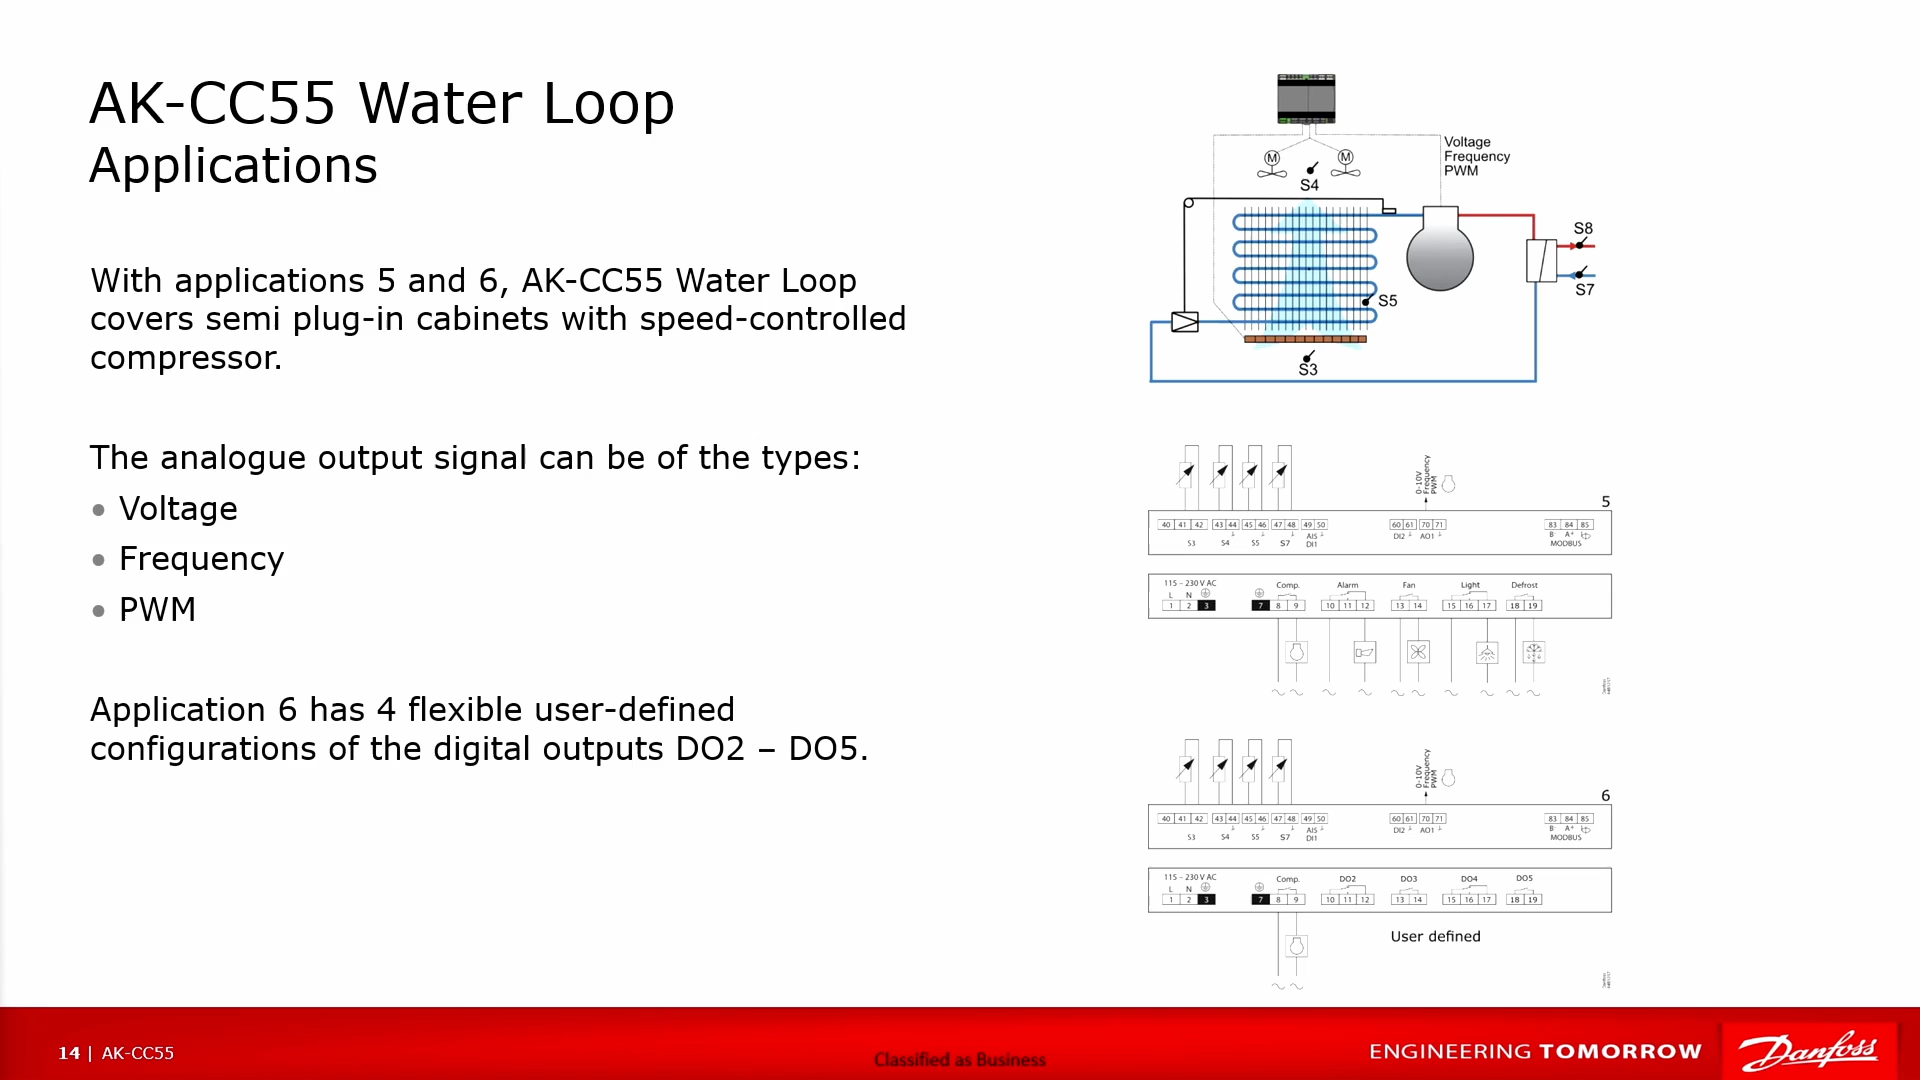 AK-CC55 Water Loop
Applications
With applications 5 and 6, AK-CC55 Water Loop
covers semi plug-in cabinets with speed-controlled
compressor.
The analogue output signal can be of the types:
• Voltage
• Frequency
• PWM
Application 6 has 4 flexible user-defined
configurations of the digital outputs DO2 – DO5.
M
M
S4
Voltage
Frequency
PWM
S8
S7
S5
S3
0-10V
Frequency
PWM
5
40 41 42 43 44 45 46 47 48 49 50 60 61 70 71 83 84 85
S3 S4 S5 S7 AI5 DI2 AO1 B- A+
DI1 MODBUS
115 – 230 V AC Comp. Alarm Fan Light Defrost
L N
1 2 3 7 8 9 10 11 12 13 14 15 16 17 18 19
0-10V
Frequency
PWM
6
40 41 42 43 44 45 46 47 48 49 50 60 61 70 71 83 84 85
S3 S4 S5 S7 AI5 DI2 AO1 B- A+
DI1 MODBUS
115 – 230 V AC Comp. DO2 DO3 DO4 DO5
L N
1 2 3 7 8 9 10 11 12 13 14 15 16 17 18 19
User defined
14 | AK-CC55
Classified as Business
ENGINEERING TOMORROW
Danfoss